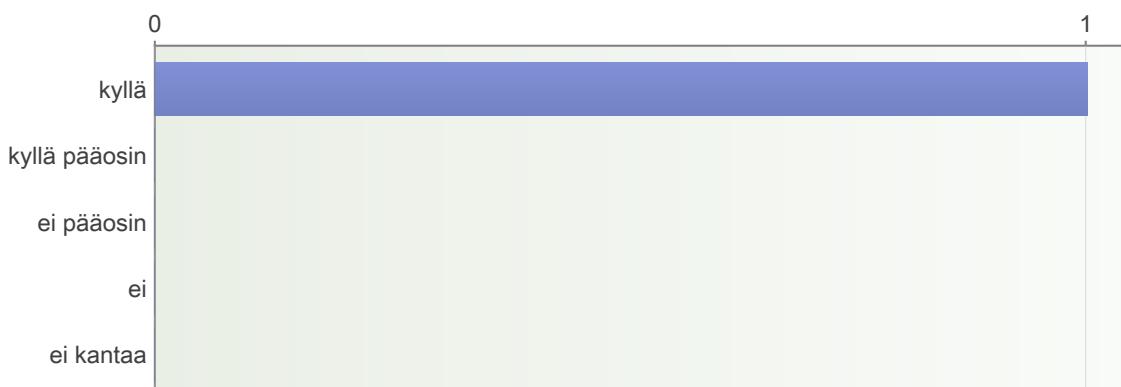 0 1
kyllä
kyllä pääosin
ei pääosin
ei
ei kantaa